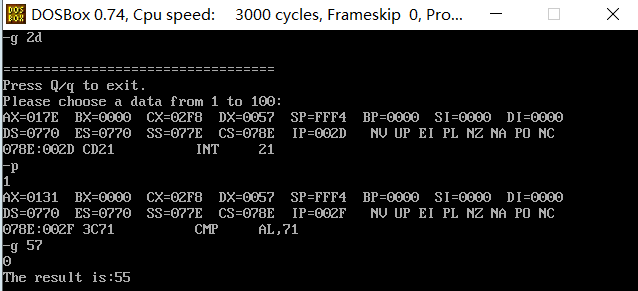 DOSBox 0.74, Cpu speed: 3000 cycles, Frameskip 0, Pro...
-g 2d
==================================
Press Q/q to exit.
Please choose a data from 1 to 100:
AX=017E BX=0000 CX=02F8 DX=0057 SP=FFF4 BP=0000 SI=0000 DI=0000
DS=0770 ES=0770 SS=077E CS=078E IP=002D NV UP EI PL NZ NA PO NC
078E:002D CD21 INT 21
-p
1
AX=0131 BX=0000 CX=02F8 DX=0057 SP=FFF4 BP=0000 SI=0000 DI=0000
DS=0770 ES=0770 SS=077E CS=078E IP=002F NV UP EI PL NZ NA PO NC
078E:002F 3C71 CMP AL,71
-g 57
0
The result is:55